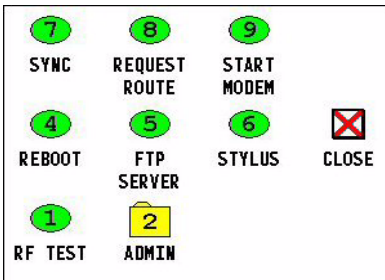 7 8 9
SYNC REQUEST START
ROUTE MODEM
4 5 6
REBOOT FTP STYLUS CLOSE
SERVER
1 2
RF TEST ADMIN